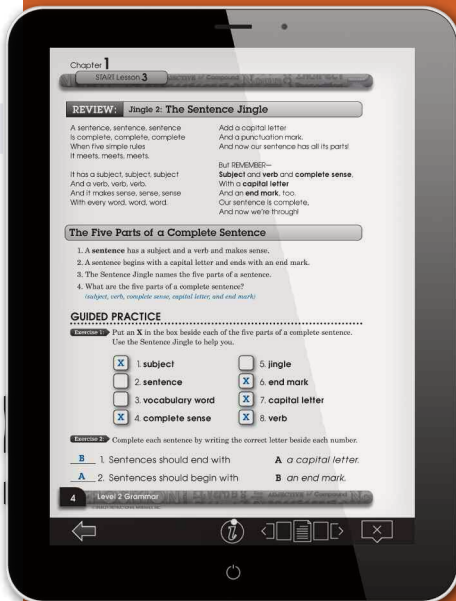 Chapter 1
START Lesson 3
REVIEW: Jingle 2: The Sentence Jingle
A sentence, sentence, sentence
Is complete, complete, complete
When five simple rules
It meets, meets, meets.
It has a subject, subject, subject
And a verb, verb, verb.
And it makes sense, sense, sense
With every word, word, word.
Add a capital letter
And a punctuation mark.
And now our sentence has all its parts!
But REMEMBER—
Subject and verb and complete sense,
With a capital letter
And an end mark, too.
Our sentence is complete,
And now we're through!
The Five Parts of a Complete Sentence
1. A sentence has a subject and a verb and makes sense.
2. A sentence begins with a capital letter and ends with an end mark.
3. The Sentence Jingle names the five parts of a sentence.
4. What are the five parts of a complete sentence?
(subject, verb, complete sense, capital letter, and end mark)
GUIDED PRACTICE
Exercise 1: Put an X in the box beside each of the five parts of a complete sentence.
Use the Sentence Jingle to help you.
X 1. subject
2. sentence
3. vocabulary word
X 4. complete sense
5. jingle
X 6. end mark
X 7. capital letter
X 8. verb
Exercise 2: Complete each sentence by writing the correct letter beside each number.
B 1. Sentences should end with A a capital letter.
A 2. Sentences should begin with B an end mark.
4 Level 2 Grammar